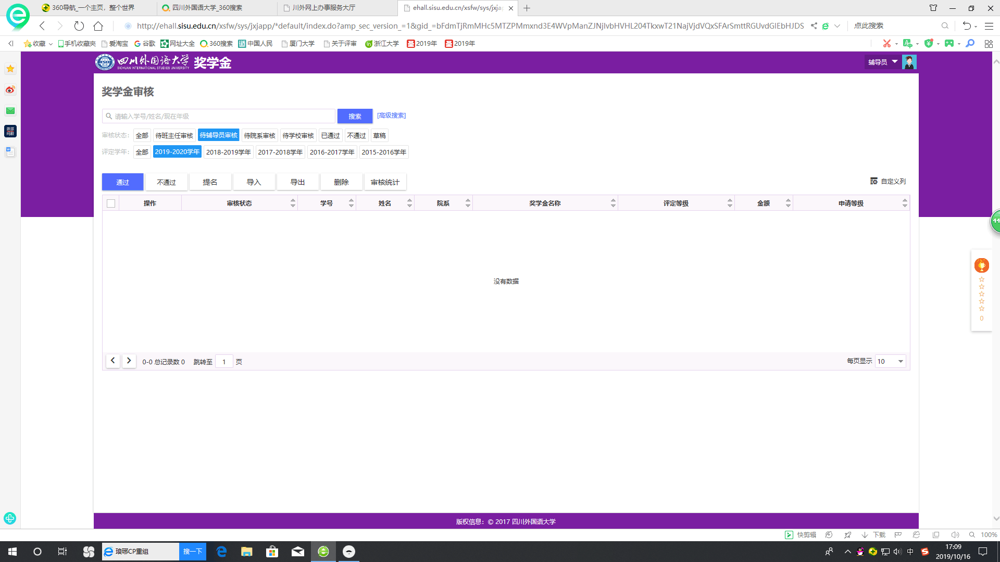 360导航_一个主页，整个世界
四川外国语大学_360搜索
川外网上办事服务大厅
ehall.sisu.edu.cn/xsfw/sys/jxja
http://ehall.sisu.edu.cn/xsfw/sys/jxjapp/*default/index.do?amp_sec_version_=1&gid_=bFdmTjRmMHc5MTZPMmxnd3E4WVpManZJNjlvbHVHL204TkxwT21NajVjdVQxSFArSmttRGUvdGlEbHJDS
点此搜索
收藏 手机收藏夹 爱淘宝 谷歌 网址大全 360搜索 中国人民 厦门大学 关于评审 浙江大学 2019年 2019年
四川外国语大学 奖学金
SICHUAN INTERNATIONAL STUDIES UNIVERSITY
辅导员
奖学金审核
请输入学号/姓名/现在年级 搜索 [高级搜索]
审核状态： 全部 待班主任审核 待辅导员审核 待院系审核 待学校审核 已通过 不通过 草稿
评定学年： 全部 2019-2020学年 2018-2019学年 2017-2018学年 2016-2017学年 2015-2016学年
通过 不通过 提名 导入 导出 删除 审核统计 自定义列
操作 审核状态 学号 姓名 院系 奖学金名称 评定等级 金额 申请等级
44
没有数据
0
0-0 总记录数 0 跳转至 1 页 每页显示 10
版权信息：© 2017 四川外国语大学
快剪辑 下载 100%
琅琊CP重组 搜一下
中
17:09
2019/10/16